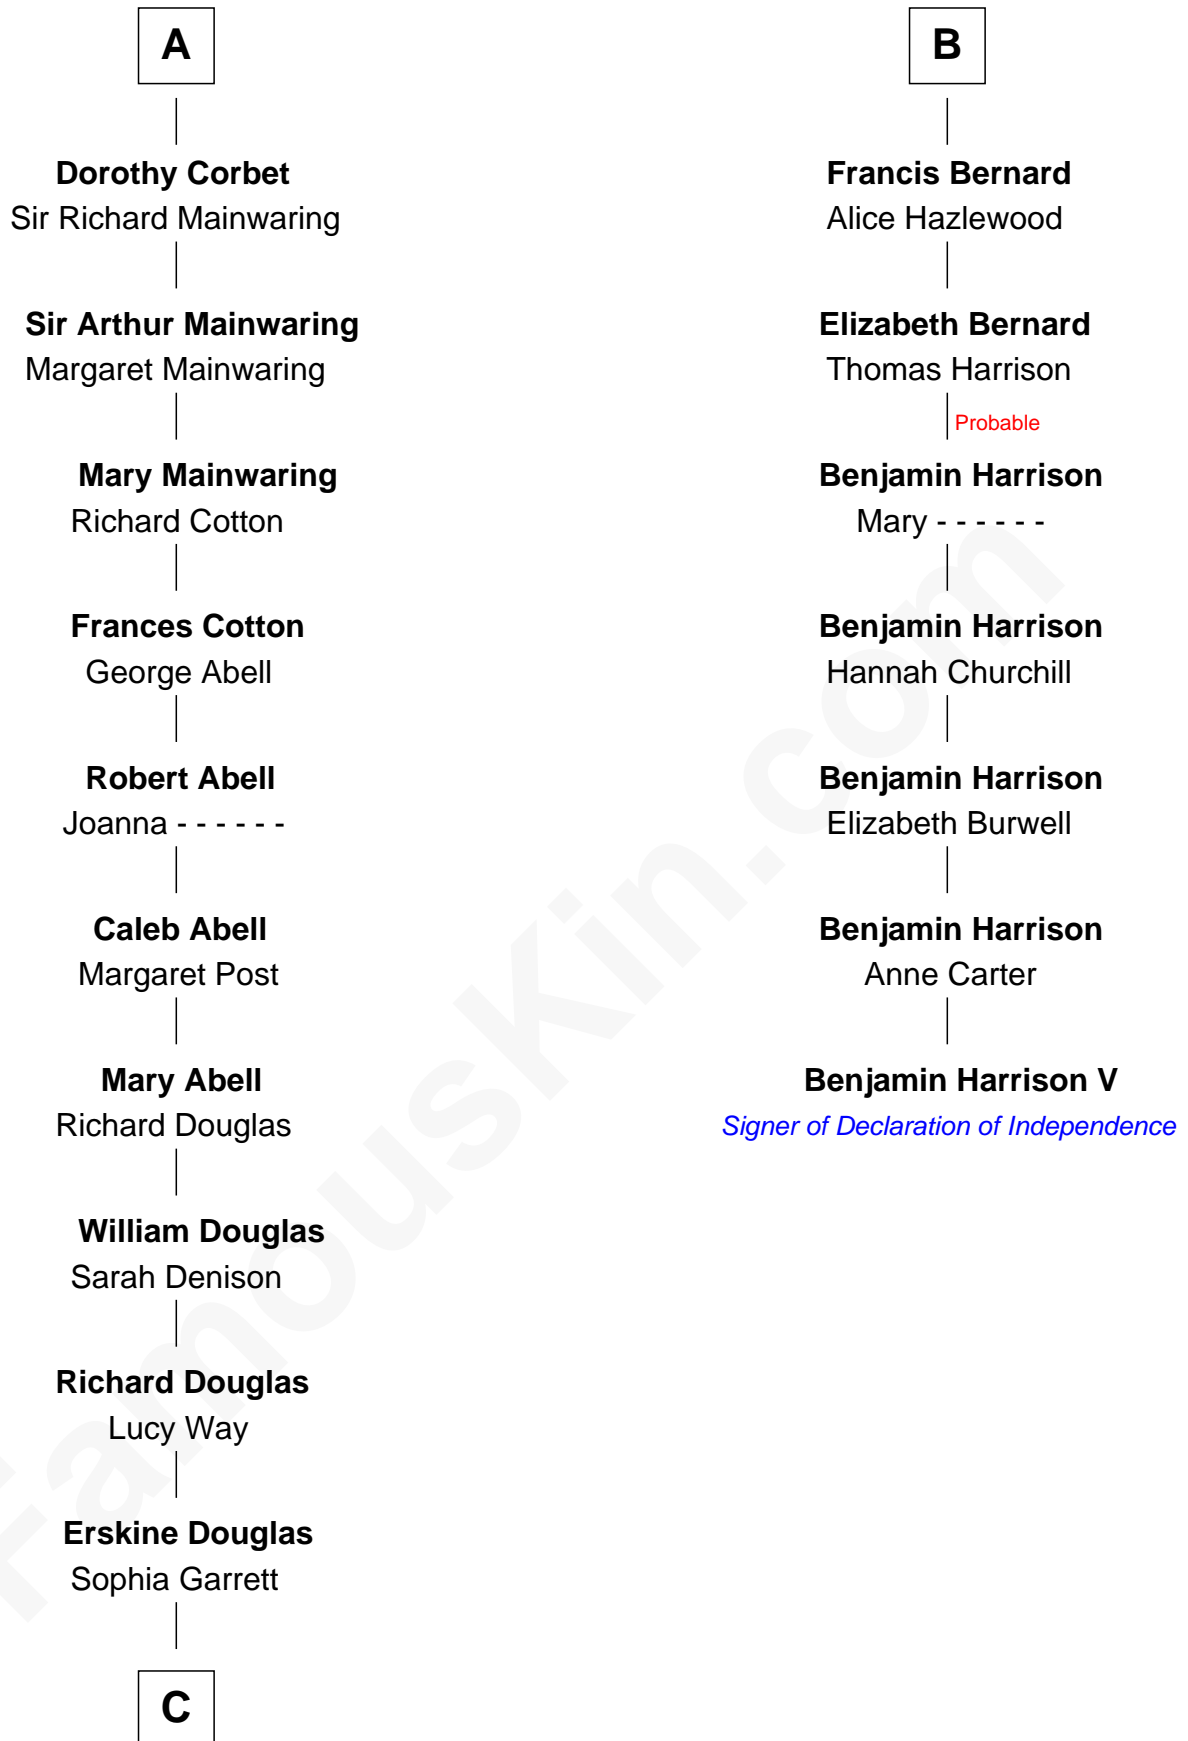 A
Dorothy Corbet
Sir Richard Mainwaring
Sir Arthur Mainwaring
Margaret Mainwaring
Mary Mainwaring
Richard Cotton
Frances Cotton
George Abell
Robert Abell
Joanna - - - - - -
Caleb Abell
Margaret Post
Mary Abell
Richard Douglas
William Douglas
Sarah Denison
Richard Douglas
Lucy Way
Erskine Douglas
Sophia Garrett
C
B
Francis Bernard
Alice Hazlewood
Elizabeth Bernard
Thomas Harrison
Probable
Benjamin Harrison
Mary - - - - - -
Benjamin Harrison
Hannah Churchill
Benjamin Harrison
Elizabeth Burwell
Benjamin Harrison
Anne Carter
Benjamin Harrison V
Signer of Declaration of Independence
FamousKin.com